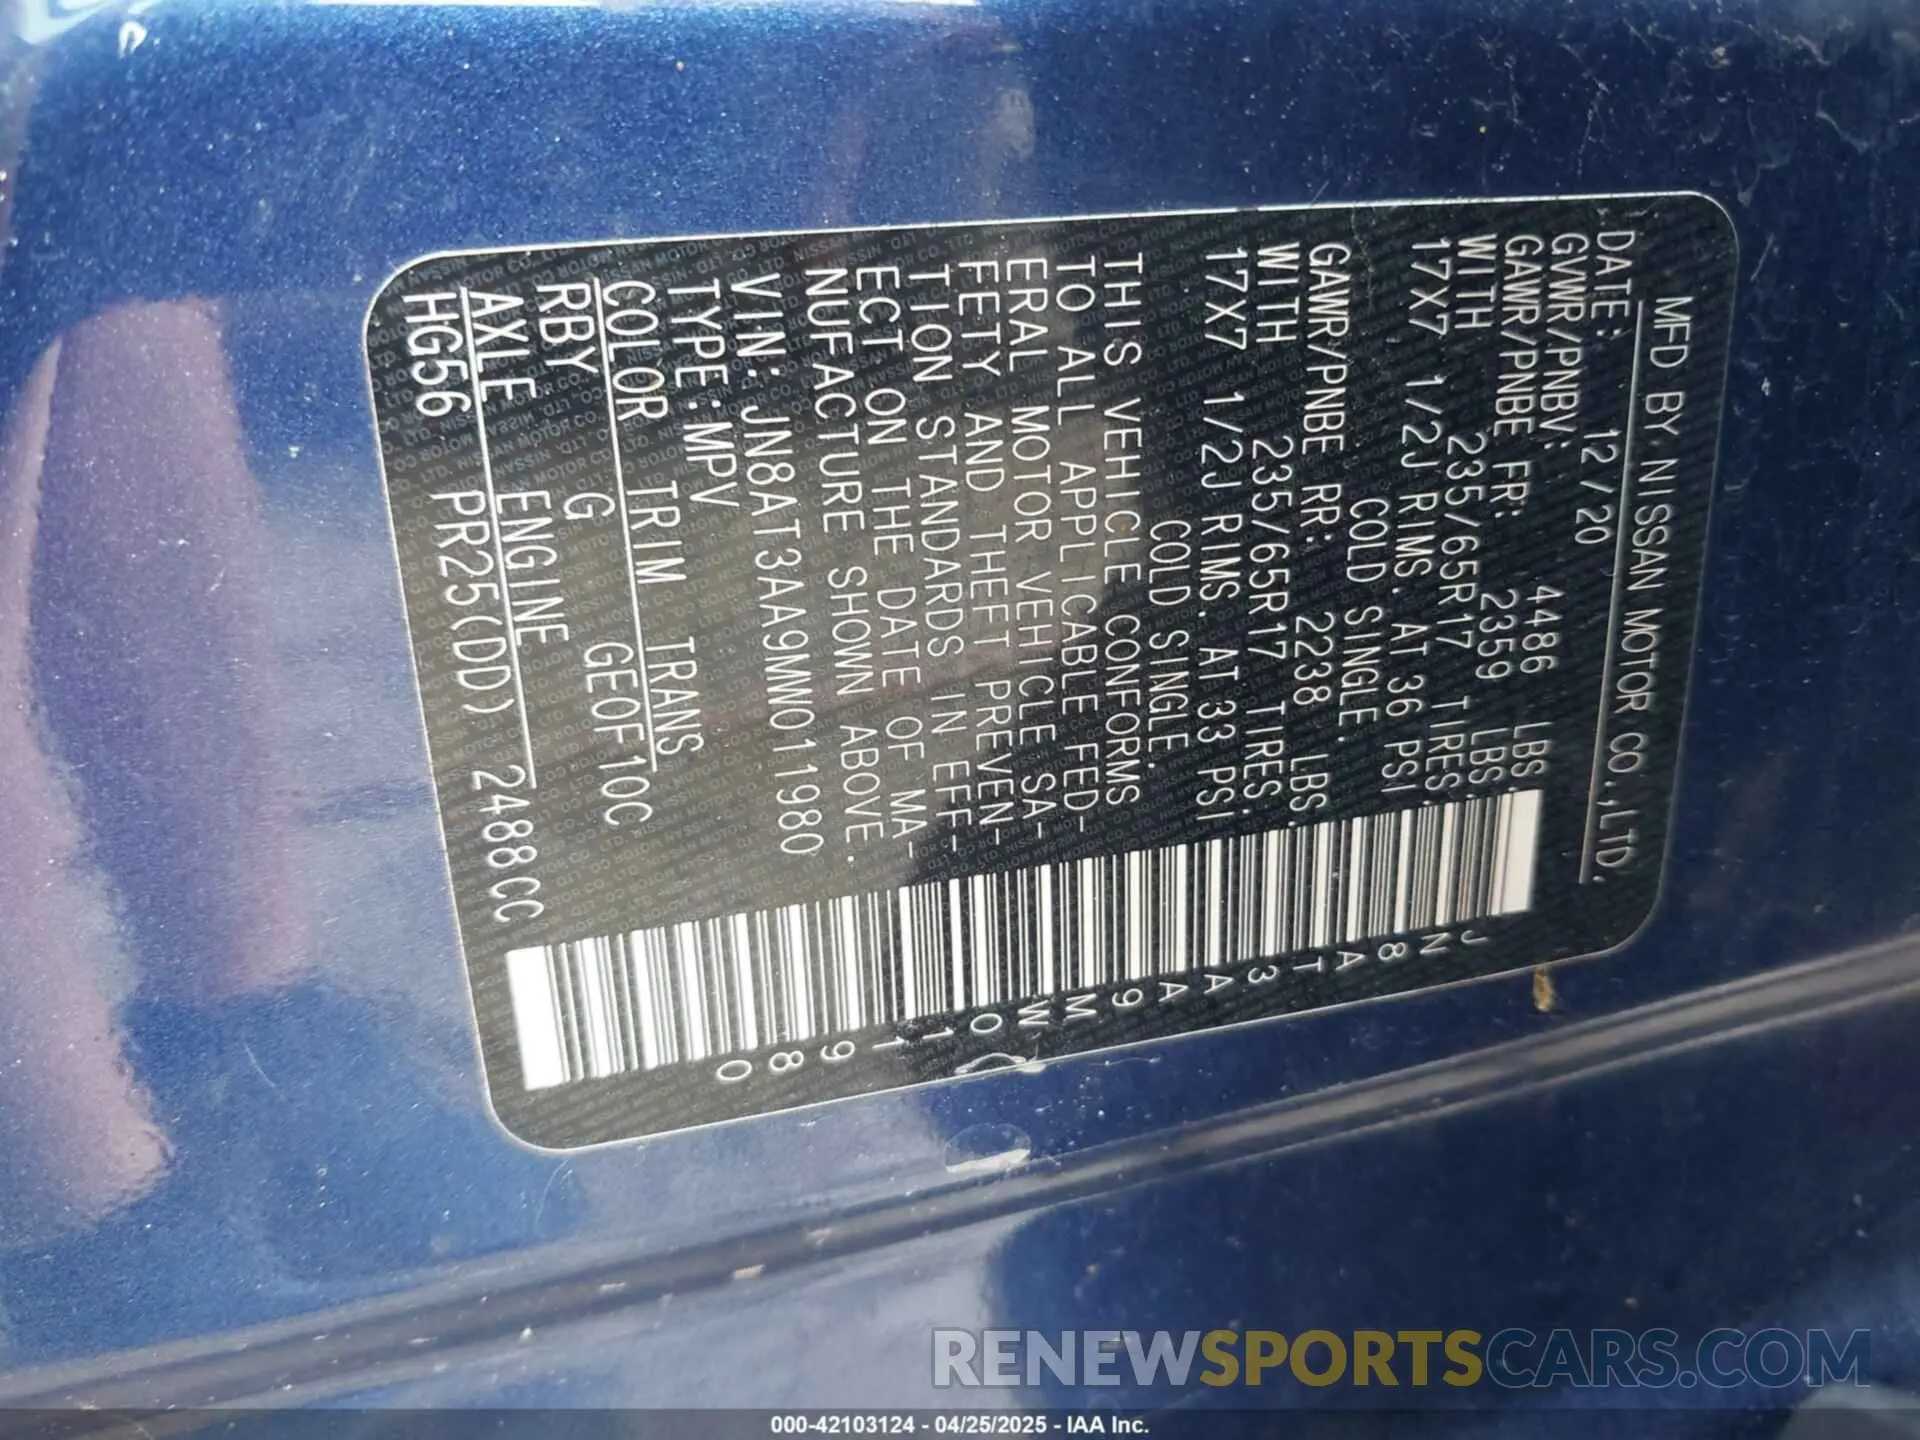 MFD BY NISSAN MOTOR CO.,LTD.
DATE: 12/20
GVWR/PNBV: 4486 LBS.
GAWR/PNBE FR: 2359 LBS.
WITH 235/65R17 TIRES,
17X7 1/2J RIMS. AT 36 PSI
COLD SINGLE.
GAWR/PNBE RR: 2238 LBS.
WITH 235/65R17 TIRES,
17X7 1/2J RIMS. AT 33 PSI
COLD SINGLE.
THIS VEHICLE CONFORMS
TO ALL APPLICABLE FED-
ERAL MOTOR VEHICLE SA-
FETY AND THEFT PREVEN-
TION STANDARDS IN EFF-
ECT ON THE DATE OF MA-
NUFACTURE SHOWN ABOVE.
VIN: JN8AT3AA9MW011980
TYPE:MPV
COLOR TRIM TRANS
RBY G GE0F10C
AXLE ENGINE
HG56 PR25(DD) 2488CC
JN8AT3AA9MW011980
RENEWSPORTSCARS.COM
000-42103124 - 04/25/2025 - IAA Inc.